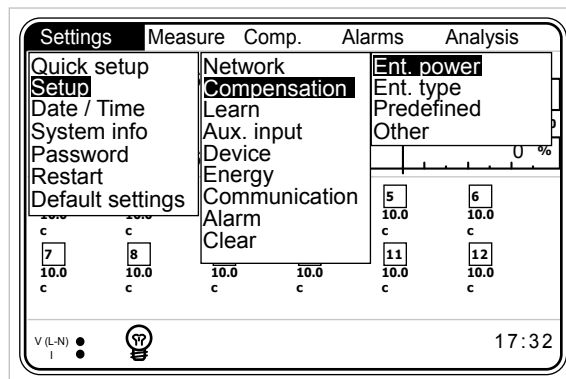 Settings Measure Comp. Alarms Analysis
Quick setup
Setup
Date / Time
System info
Password
Restart
Default settings
Network
Compensation
Learn
Aux. input
Device
Energy
Communication
Alarm
Clear
Ent. power
Ent. type
Predefined
Other
0 %
5 6
10.0 10.0
c c c c
7 8 11 12
10.0 10.0 10.0 10.0 10.0 10.0
c c c c c c
V (L-N)
I
17:32